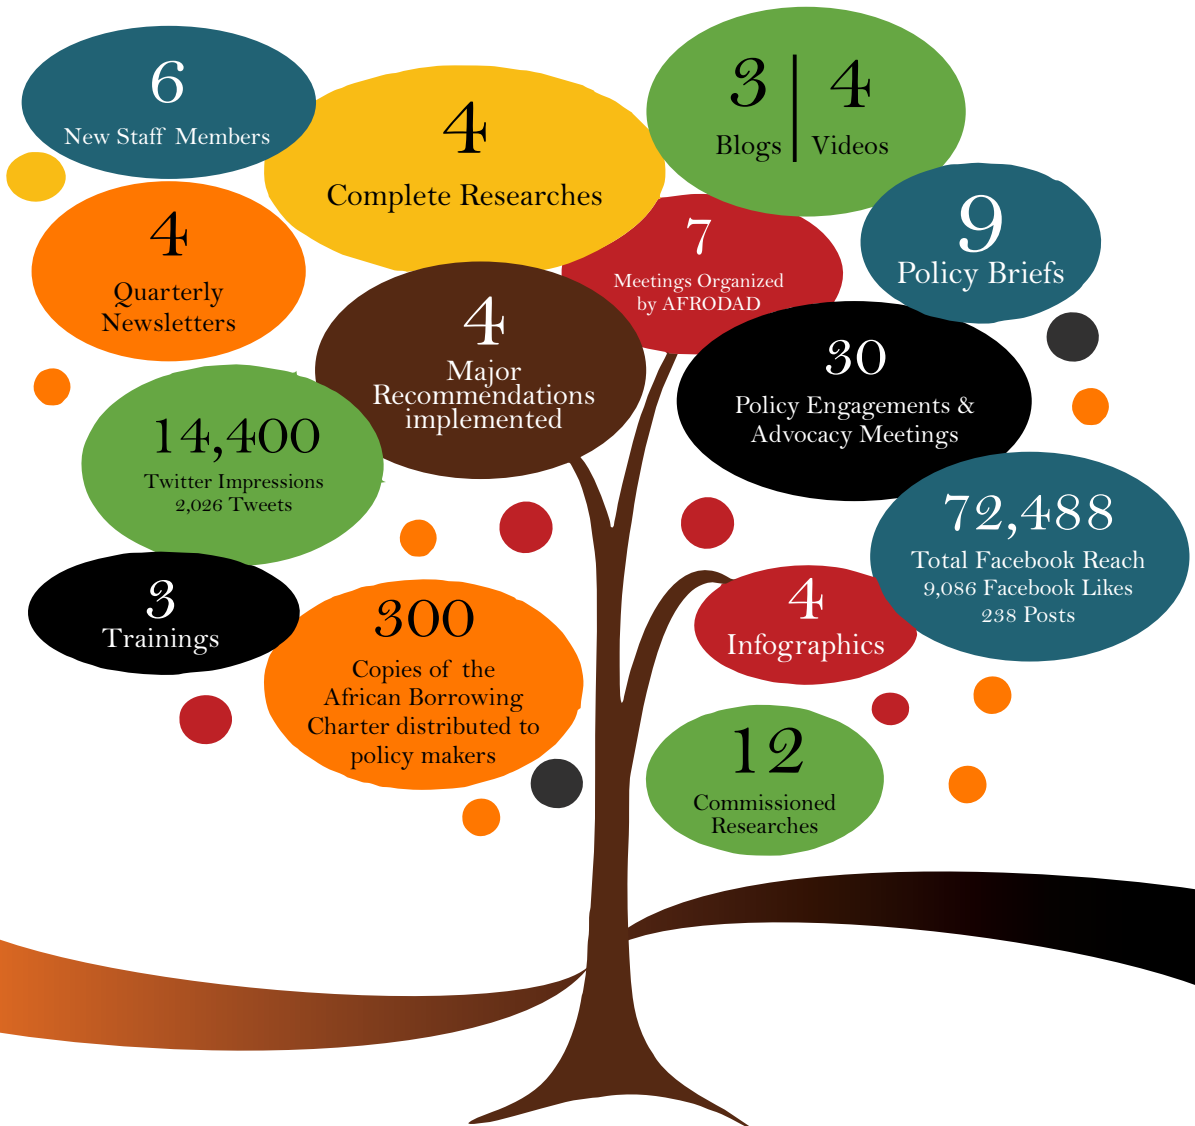 6
New Staff Members
4
Complete Researches
3 | 4
Blogs Videos
4
Quarterly
Newsletters
7
Meetings Organized
by AFRODAD
9
Policy Briefs
4
Major
Recommendations
implemented
30
Policy Engagements &
Advocacy Meetings
14,400
Twitter Impressions
2,026 Tweets
72,488
Total Facebook Reach
9,086 Facebook Likes
238 Posts
3
Trainings
300
Copies of the
African Borrowing
Charter distributed to
policy makers
4
Infographics
12
Commissioned
Researches